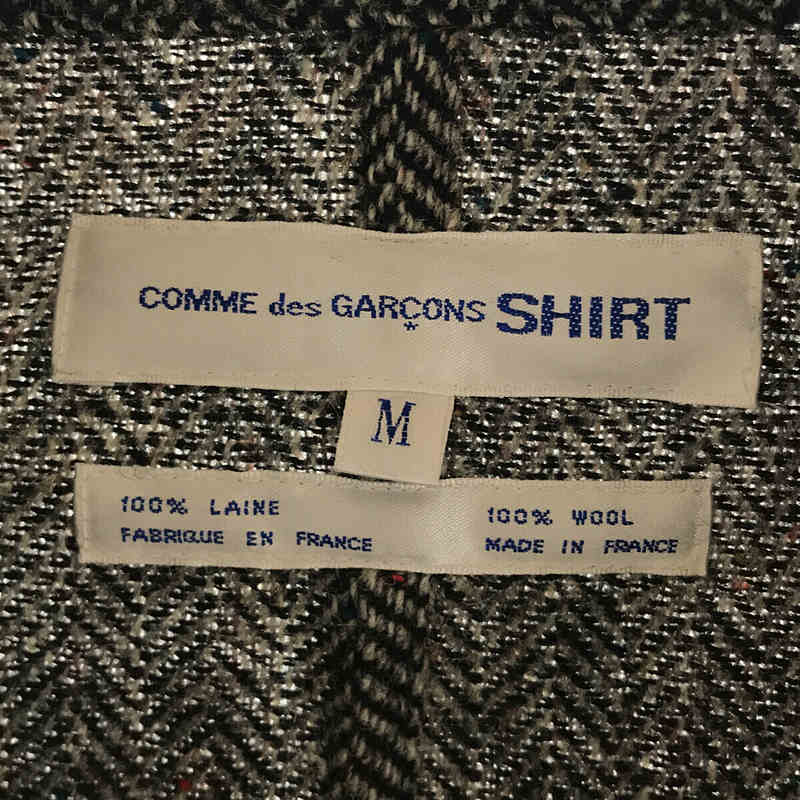 COMME des GARÇONS SHIRT
M
100% LAINE
FABRIQUE EN FRANCE
100% WOOL
MADE IN FRANCE